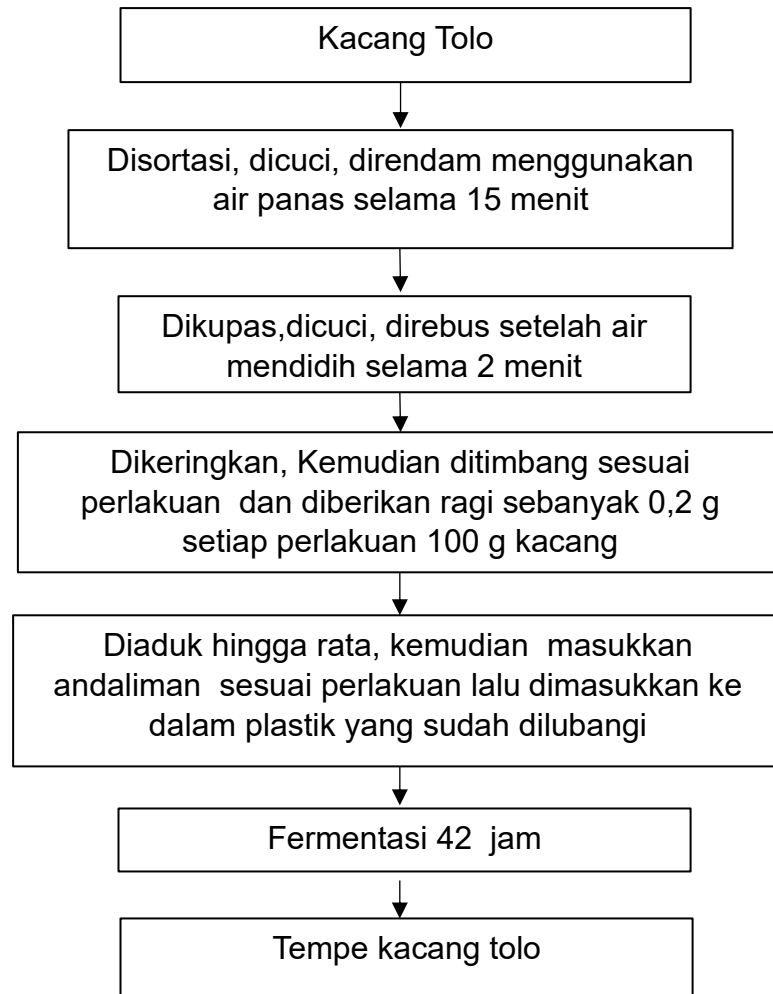 Kacang Tolo
Disortasi, dicuci, direndam menggunakan
air panas selama 15 menit
Dikupas,dicuci, direbus setelah air
mendidih selama 2 menit
Dikeringkan, Kemudian ditimbang sesuai
perlakuan dan diberikan ragi sebanyak 0,2 g
setiap perlakuan 100 g kacang
Diaduk hingga rata, kemudian masukkan
andaliman sesuai perlakuan lalu dimasukkan ke
dalam plastik yang sudah dilubangi
Fermentasi 42 jam
Tempe kacang tolo